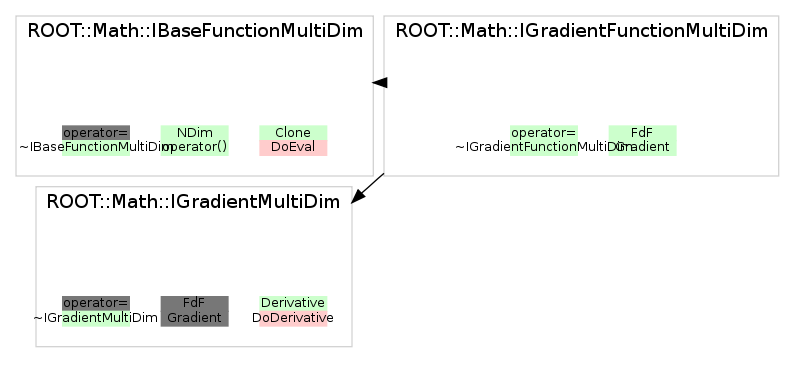 ROOT::Math::IBaseFunctionMultiDim
operator= NDim Clone
~IBaseFunctionMultiDim operator() DoEval
ROOT::Math::IGradientFunctionMultiDim
operator= FdF
~IGradientFunctionMultiDim Gradient
ROOT::Math::IGradientMultiDim
operator= FdF Derivative
~IGradientMultiDim Gradient DoDerivative